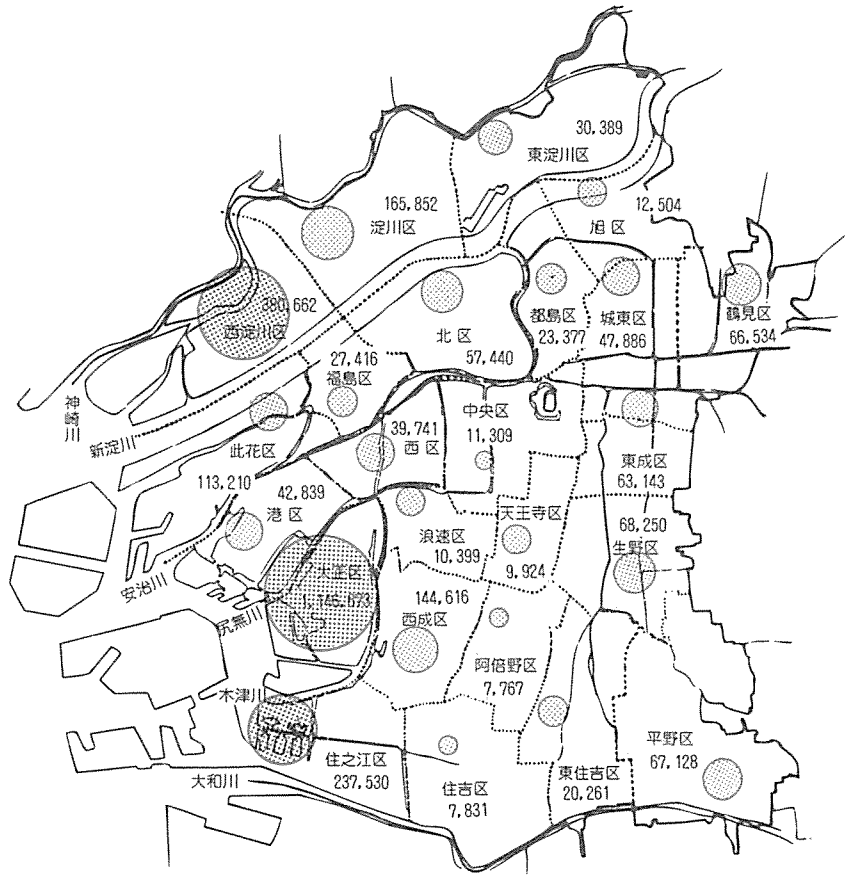 30,389
東淀川区
165,852
淀川区
12,504
旭区
380,662
西淀川区
北区
57,440
都島区
23,377
城東区
47,886
鶴見区
66,534
27,416
福島区
神崎川
新淀川
此花区
113,210
39,741
西区
中央区
11,309
東成区
63,143
42,839
港区
浪速区
10,399
天王寺区
9,924
68,250
生野区
安治川
大正区
尻無川
144,616
西成区
阿倍野区
7,767
木津川
住之江区
237,530
大和川
住吉区
7,831
東住吉区
20,261
平野区
67,128